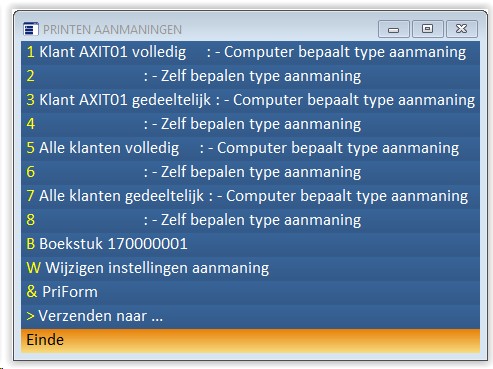 PRINTEN AANMANINGEN
1 Klant AXIT01 volledig : - Computer bepaalt type aanmaning
2 : - Zelf bepalen type aanmaning
3 Klant AXIT01 gedeeltelijk : - Computer bepaalt type aanmaning
4 : - Zelf bepalen type aanmaning
5 Alle klanten volledig : - Computer bepaalt type aanmaning
6 : - Zelf bepalen type aanmaning
7 Alle klanten gedeeltelijk : - Computer bepaalt type aanmaning
8 : - Zelf bepalen type aanmaning
B Boekstuk 170000001
W Wijzigen instellingen aanmaning
& PriForm
> Verzenden naar ...
Einde